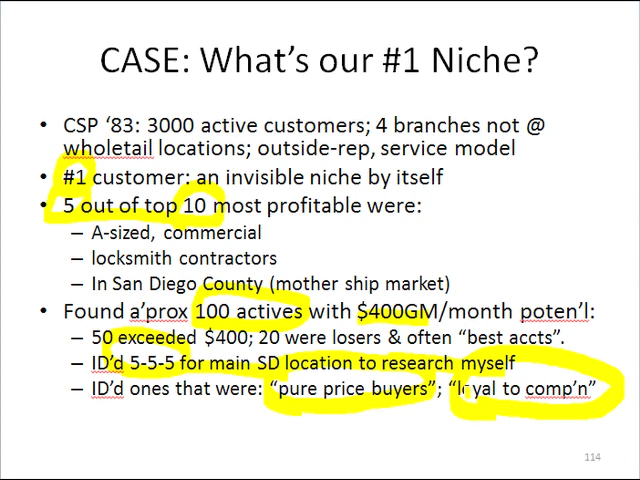 CASE: What’s our #1 Niche?
• CSP ‘83: 3000 active customers; 4 branches not @
wholetail locations; outside-rep, service model
• #1 customer: an invisible niche by itself
• 5 out of top 10 most profitable were:
– A-sized, commercial
– locksmith contractors
– In San Diego County (mother ship market)
• Found a’prox 100 actives with $400GM/month poten’l:
– 50 exceeded $400; 20 were losers & often “best accts”.
– ID’d 5-5-5 for main SD location to research myself
– ID’d ones that were: “pure price buyers”; “loyal to comp’n”
114